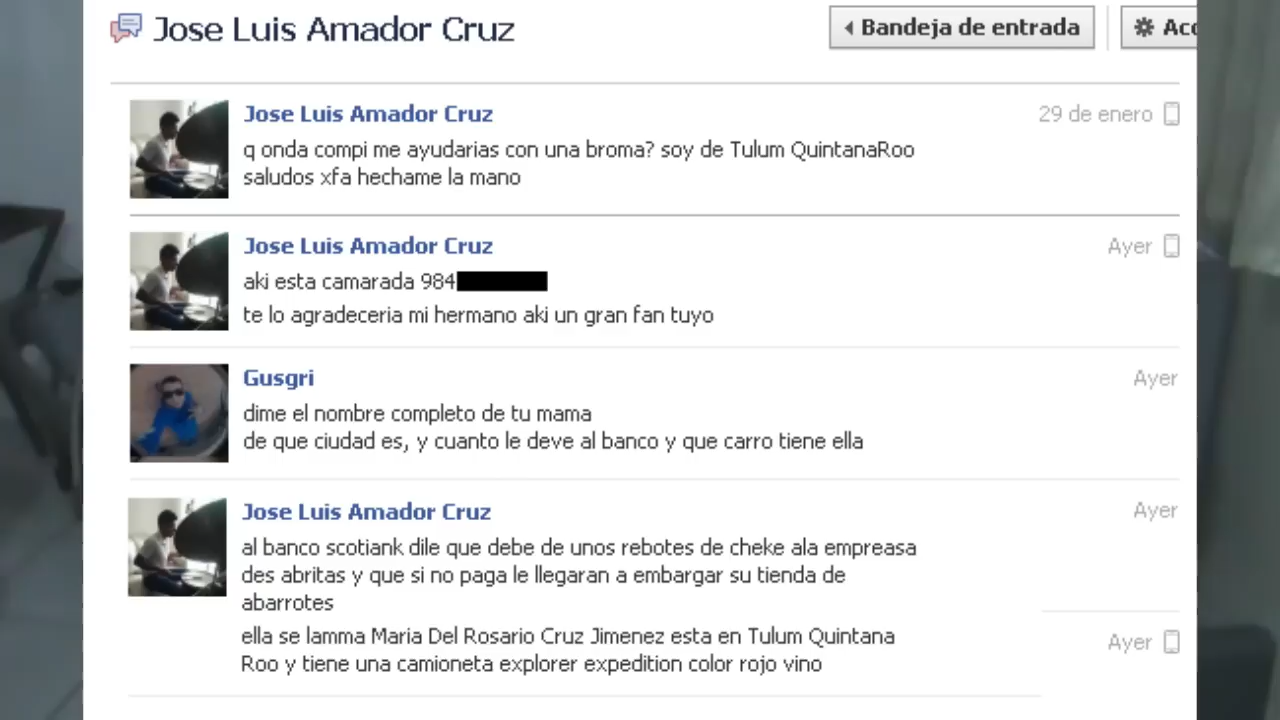 Jose Luis Amador Cruz
Bandeja de entrada
Acc
Jose Luis Amador Cruz
29 de enero
q onda compi me ayudarias con una broma? soy de Tulum QuintanaRoo
saludos xfa hechame la mano
Jose Luis Amador Cruz
Ayer
aki esta camarada 984
te lo agradeceria mi hermano aki un gran fan tuyo
Gusgri
Ayer
dime el nombre completo de tu mama
de que ciudad es, y cuanto le deve al banco y que carro tiene ella
Jose Luis Amador Cruz
Ayer
al banco scotiank dile que debe de unos rebotes de cheke ala empreasa
des abritas y que si no paga le llegaran a embargar su tienda de
abarrotes
ella se lamma Maria Del Rosario Cruz Jimenez esta en Tulum Quintana
Ayer
Roo y tiene una camioneta explorer expedition color rojo vino